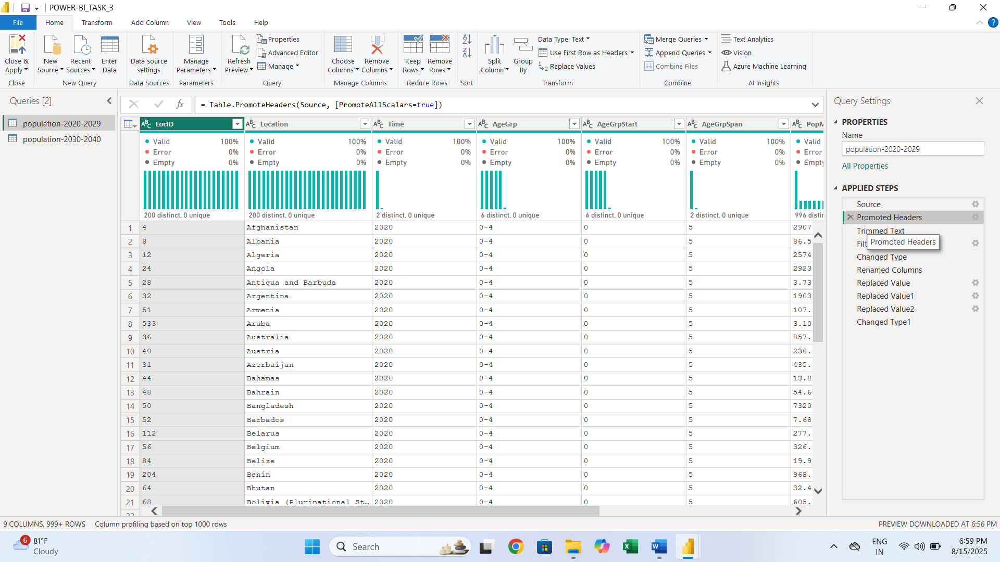 POWER-BI_TASK_3
File Home Transform Add Column View Tools Help
Close & Apply
Close
New Source
Recent Sources
Enter Data
New Query
Data source settings
Data Sources
Manage Parameters
Parameters
Refresh Preview
Properties
Advanced Editor
Manage
Query
Choose Columns
Remove Columns
Manage Columns
Keep Rows
Remove Rows
Reduce Rows
A Z
Z A
Sort
Split Column
Group By
Data Type: Text
Use First Row as Headers
1 2 Replace Values
Transform
Merge Queries
Append Queries
Combine Files
Combine
Text Analytics
Vision
Azure Machine Learning
AI Insights
?
Queries [2]
population-2020-2029
population-2030-2040
fx = Table.PromoteHeaders(Source, [PromoteAllScalars=true])
ABC LocID ABC Location ABC Time ABC AgeGrp ABC AgeGrpStart ABC AgeGrpSpan ABC PopM
Valid 100% Valid 100% Valid 100% Valid 100% Valid 100% Valid 100% Valid
Error 0% Error 0% Error 0% Error 0% Error 0% Error 0% Error
Empty 0% Empty 0% Empty 0% Empty 0% Empty 0% Empty 0% Empty
200 distinct, 0 unique 200 distinct, 0 unique 2 distinct, 0 unique 6 distinct, 0 unique 6 distinct, 0 unique 2 distinct, 0 unique 996 distin
1 4 Afghanistan 2020 0-4 0 5 2907
2 8 Albania 2020 0-4 0 5 86.5
3 12 Algeria 2020 0-4 0 5 2574
4 24 Angola 2020 0-4 0 5 2923
5 28 Antigua and Barbuda 2020 0-4 0 5 3.73
6 32 Argentina 2020 0-4 0 5 1903
7 51 Armenia 2020 0-4 0 5 107.
8 533 Aruba 2020 0-4 0 5 3.10
9 36 Australia 2020 0-4 0 5 857.
10 40 Austria 2020 0-4 0 5 230.
11 31 Azerbaijan 2020 0-4 0 5 435.
12 44 Bahamas 2020 0-4 0 5 13.8
13 48 Bahrain 2020 0-4 0 5 54.6
14 50 Bangladesh 2020 0-4 0 5 7320
15 52 Barbados 2020 0-4 0 5 7.68
16 112 Belarus 2020 0-4 0 5 277.
17 56 Belgium 2020 0-4 0 5 326.
18 84 Belize 2020 0-4 0 5 19.9
19 204 Benin 2020 0-4 0 5 968.
20 64 Bhutan 2020 0-4 0 5 32.4
21 68 Bolivia (Plurinational St… 2020 0-4 0 5 605.
22
Query Settings
PROPERTIES
Name
population-2020-2029
All Properties
APPLIED STEPS
Source
Promoted Headers
Trimmed Text
Filt
Promoted Headers
Changed Type
Renamed Columns
Replaced Value
Replaced Value1
Replaced Value2
Changed Type1
9 COLUMNS, 999+ ROWS Column profiling based on top 1000 rows PREVIEW DOWNLOADED AT 6:56 PM
6
81°F
Cloudy
Search
ENG
IN
6:59 PM
8/15/2025